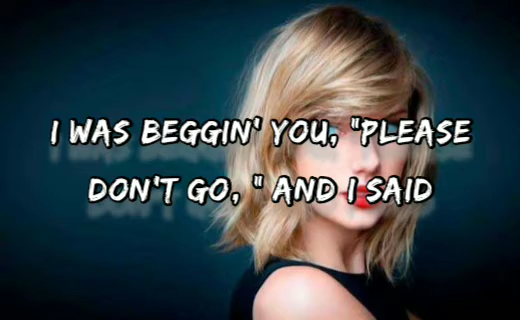 I WAS BEGGIN' YOU, "PLEASE
DON'T GO, " AND I SAID